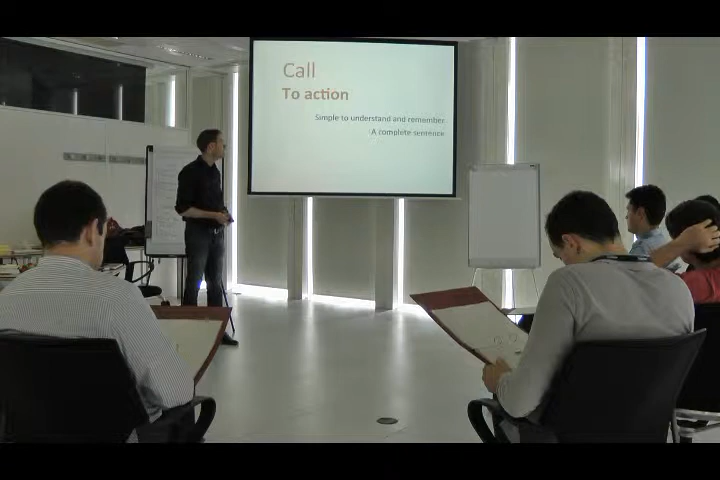 Call
To action
Simple to understand and remember
A complete sentence